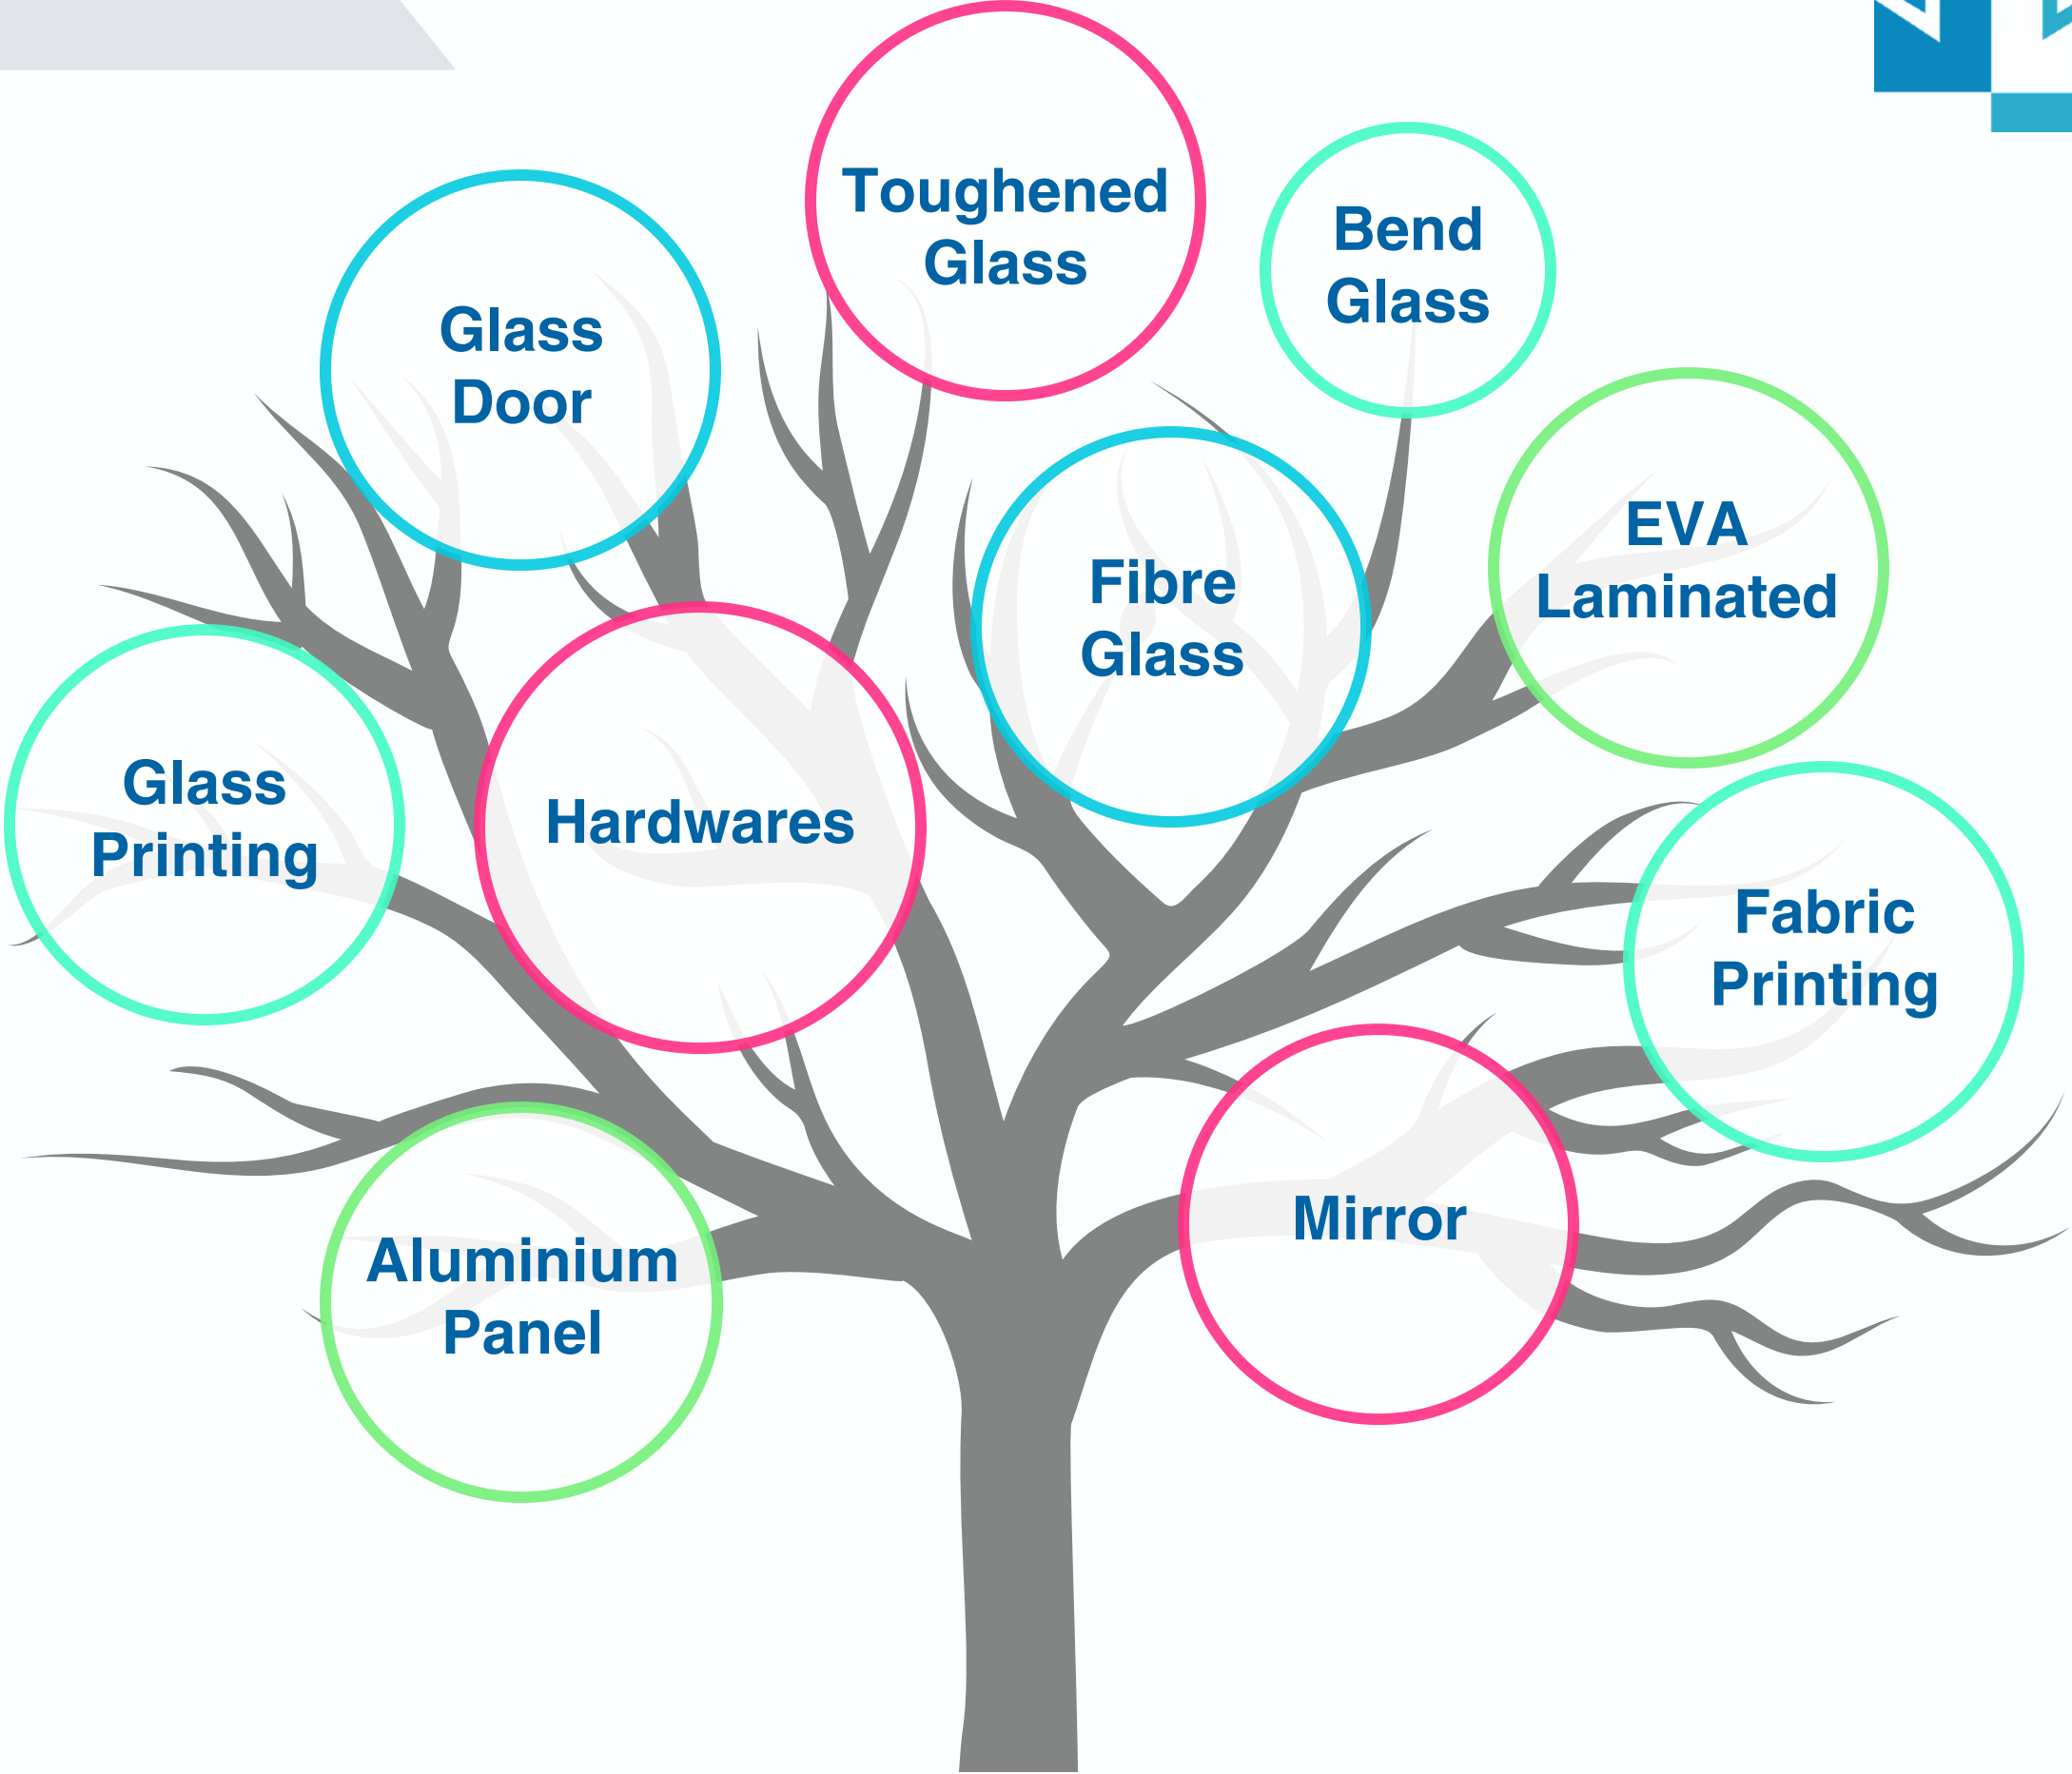 Toughened
Glass
Bend
Glass
Glass
Door
EVA
Laminated
Fibre
Glass
Glass
Printing
Hardwares
Fabric
Printing
Mirror
Aluminium
Panel